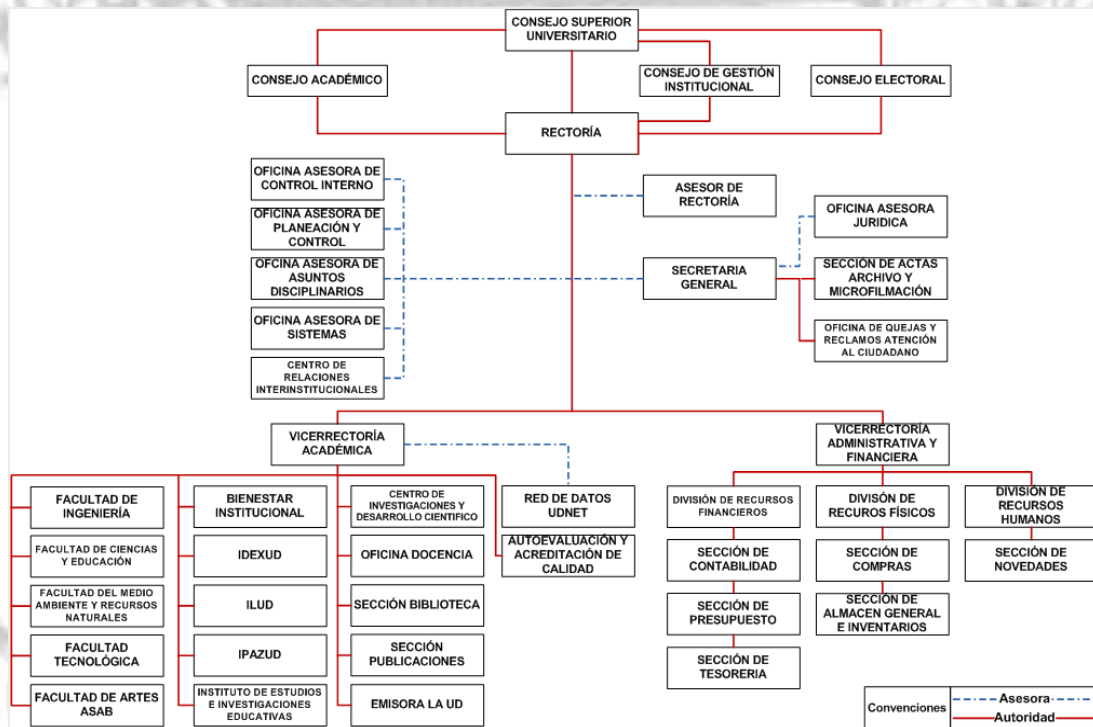 CONSEJO SUPERIOR
UNIVERSITARIO
CONSEJO ACADÉMICO
CONSEJO DE GESTIÓN
INSTITUCIONAL
CONSEJO ELECTORAL
RECTORÍA
OFICINA ASESORA DE
CONTROL INTERNO
OFICINA ASESORA DE
PLANEACIÓN Y
CONTROL
OFCINA ASESORA DE
ASUNTOS
DISCIPLINARIOS
OFICINA ASESORA DE
SISTEMAS
CENTRO DE
RELACIONES
INTERINSTITUCIONALES
ASESOR DE
RECTORÍA
SECRETARIA
GENERAL
OFICINA ASESORA
JURIDICA
SECCIÓN DE ACTAS
ARCHIVO Y
MICROFILMACIÓN
OFICINA DE QUEJAS Y
RECLAMOS ATENCIÓN
AL CIUDADANO
VICERRECTORÍA
ACADÉMICA
VICERRECTORÍA
ADMINISTRATIVA Y
FINANCIERA
FACULTAD DE
INGENIERÍA
FACULTAD DE CIENCIAS
Y EDUCACIÓN
FACULTAD DEL MEDIO
AMBIENTE Y RECURSOS
NATURALES
FACULTAD
TECNOLÓGICA
FACULTAD DE ARTES
ASAB
BIENESTAR
INSTITUCIONAL
IDEXUD
ILUD
IPAZUD
INSTITUTO DE ESTUDIOS
E INVESTIGACIONES
EDUCATIVAS
CENTRO DE
INVESTIGACIONES Y
DESARROLLO CIENTIFICO
OFICINA DOCENCIA
SECCIÓN BIBLIOTECA
SECCIÓN
PUBLICACIONES
EMISORA LA UD
RED DE DATOS
UDNET
AUTOEVALUACIÓN Y
ACREDITACIÓN DE
CALIDAD
DIVISIÓN DE RECURSOS
FINANCIEROS
SECCIÓN DE
CONTABILIDAD
SECCIÓN DE
PRESUPUESTO
SECCIÓN DE
TESORERIA
DIVISÓN DE
RECUROS FÍSICOS
SECCIÓN DE
COMPRAS
SECCIÓN DE
ALMACEN GENERAL
E INVENTARIOS
DIVISIÓN DE
RECURSOS
HUMANOS
SECCIÓN DE
NOVEDADES
Convenciones
Asesora
Autoridad